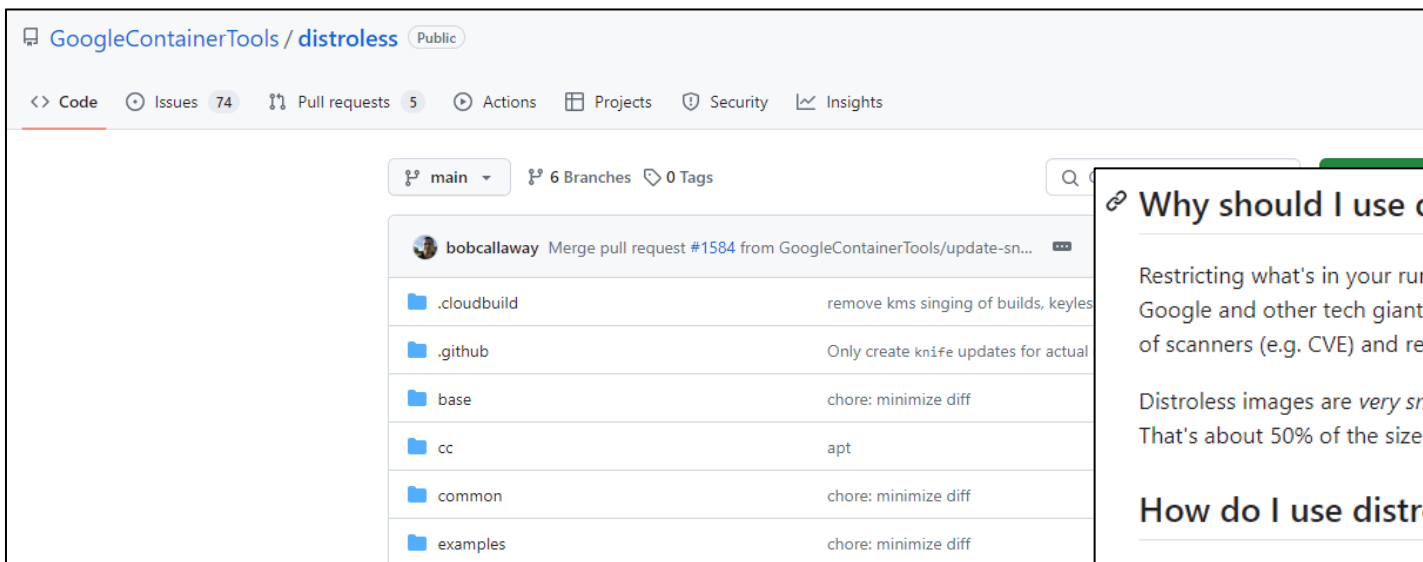 GoogleContainerTools / distroless Public
Code Issues 74 Pull requests 5 Actions Projects Security Insights
main 6 Branches 0 Tags
bobcallaway Merge pull request #1584 from GoogleContainerTools/update-sn...
.cloudbuild remove kms singing of builds, keyles
.github Only create knife updates for actual
base chore: minimize diff
cc apt
common chore: minimize diff
examples chore: minimize diff
Why should I use
Restricting what's in your
Google and other tech giant
of scanners (e.g. CVE) and re
Distroless images are very
That's about 50% of the size
How do I use distr